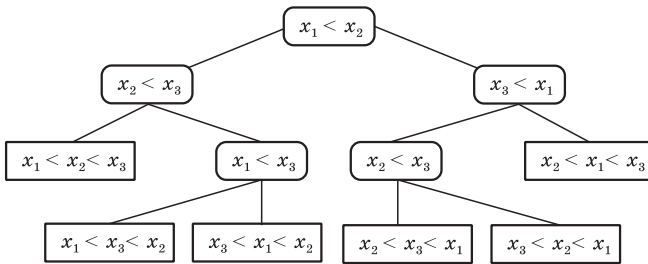 x₁ < x₂
x₂ < x₃
x₃ < x₁
x₁ < x₂ < x₃
x₁ < x₃
x₂ < x₃
x₂ < x₁ < x₃
x₁ < x₃ < x₂
x₃ < x₁ < x₂
x₂ < x₃ < x₁
x₃ < x₂ < x₁